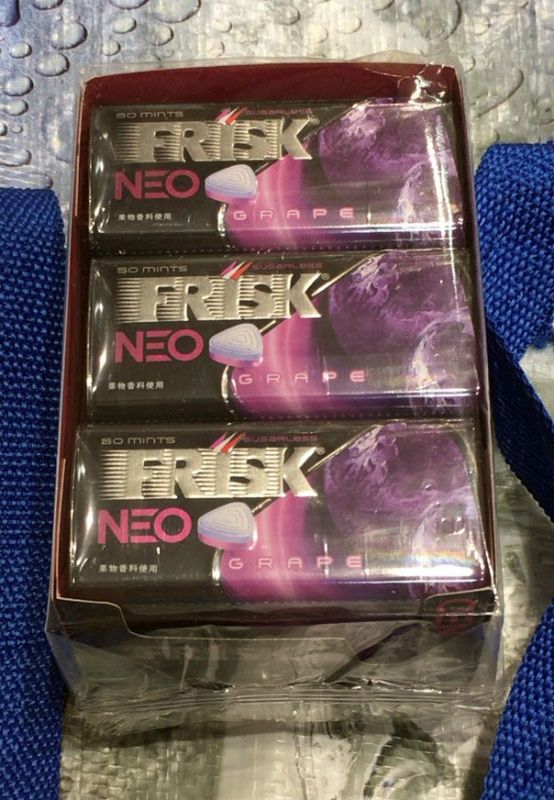 50 MINTS
SUGARLESS
FRISK®
NEO
GRAPE
果物香料使用
50 MINTS
SUGARLESS
FRISK®
NEO
GRAPE
果物香料使用
50 MINTS
SUGARLESS
FRISK®
NEO
GRAPE
果物香料使用